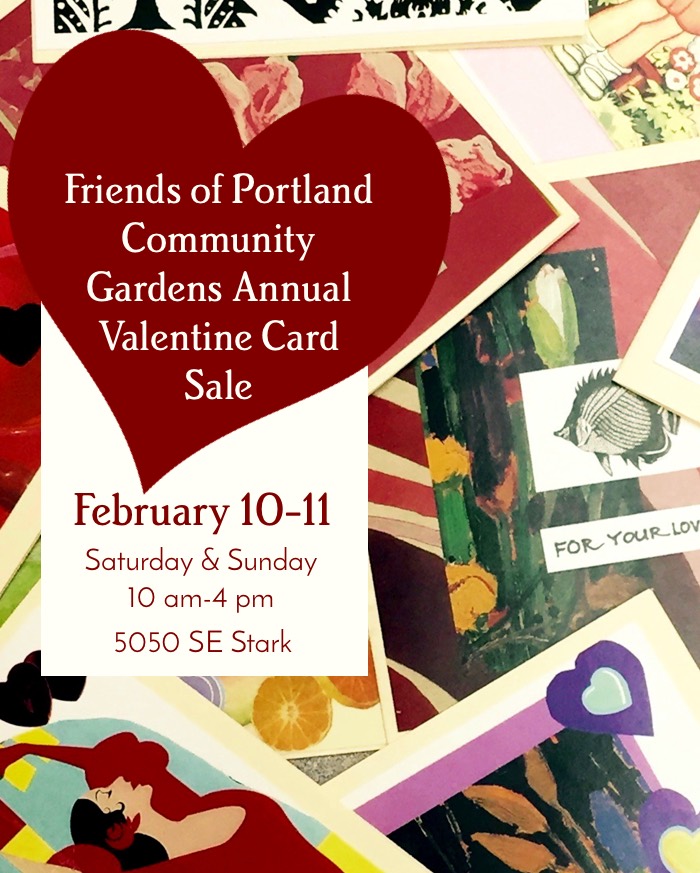 Friends of Portland
Community
Gardens Annual
Valentine Card
Sale
February 10-11
Saturday & Sunday
10 am-4 pm
5050 SE Stark
FOR YOUR LOV